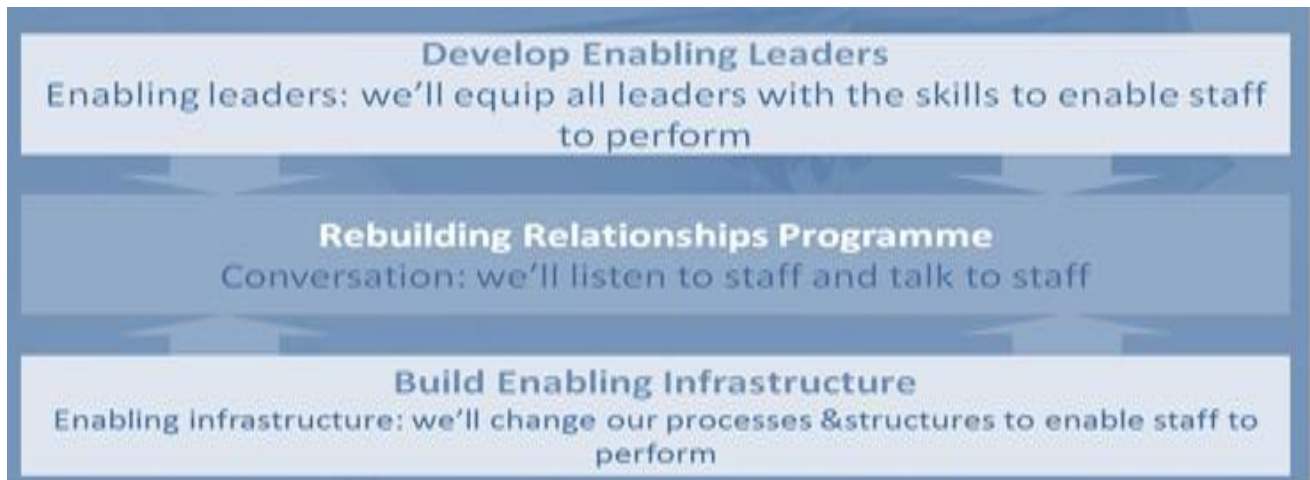 Develop Enabling Leaders
Enabling leaders: we’ll equip all leaders with the skills to enable staff
to perform
Rebuilding Relationships Programme
Conversation: we’ll listen to staff and talk to staff
Build Enabling Infrastructure
Enabling infrastructure: we’ll change our processes &structures to enable staff to
perform